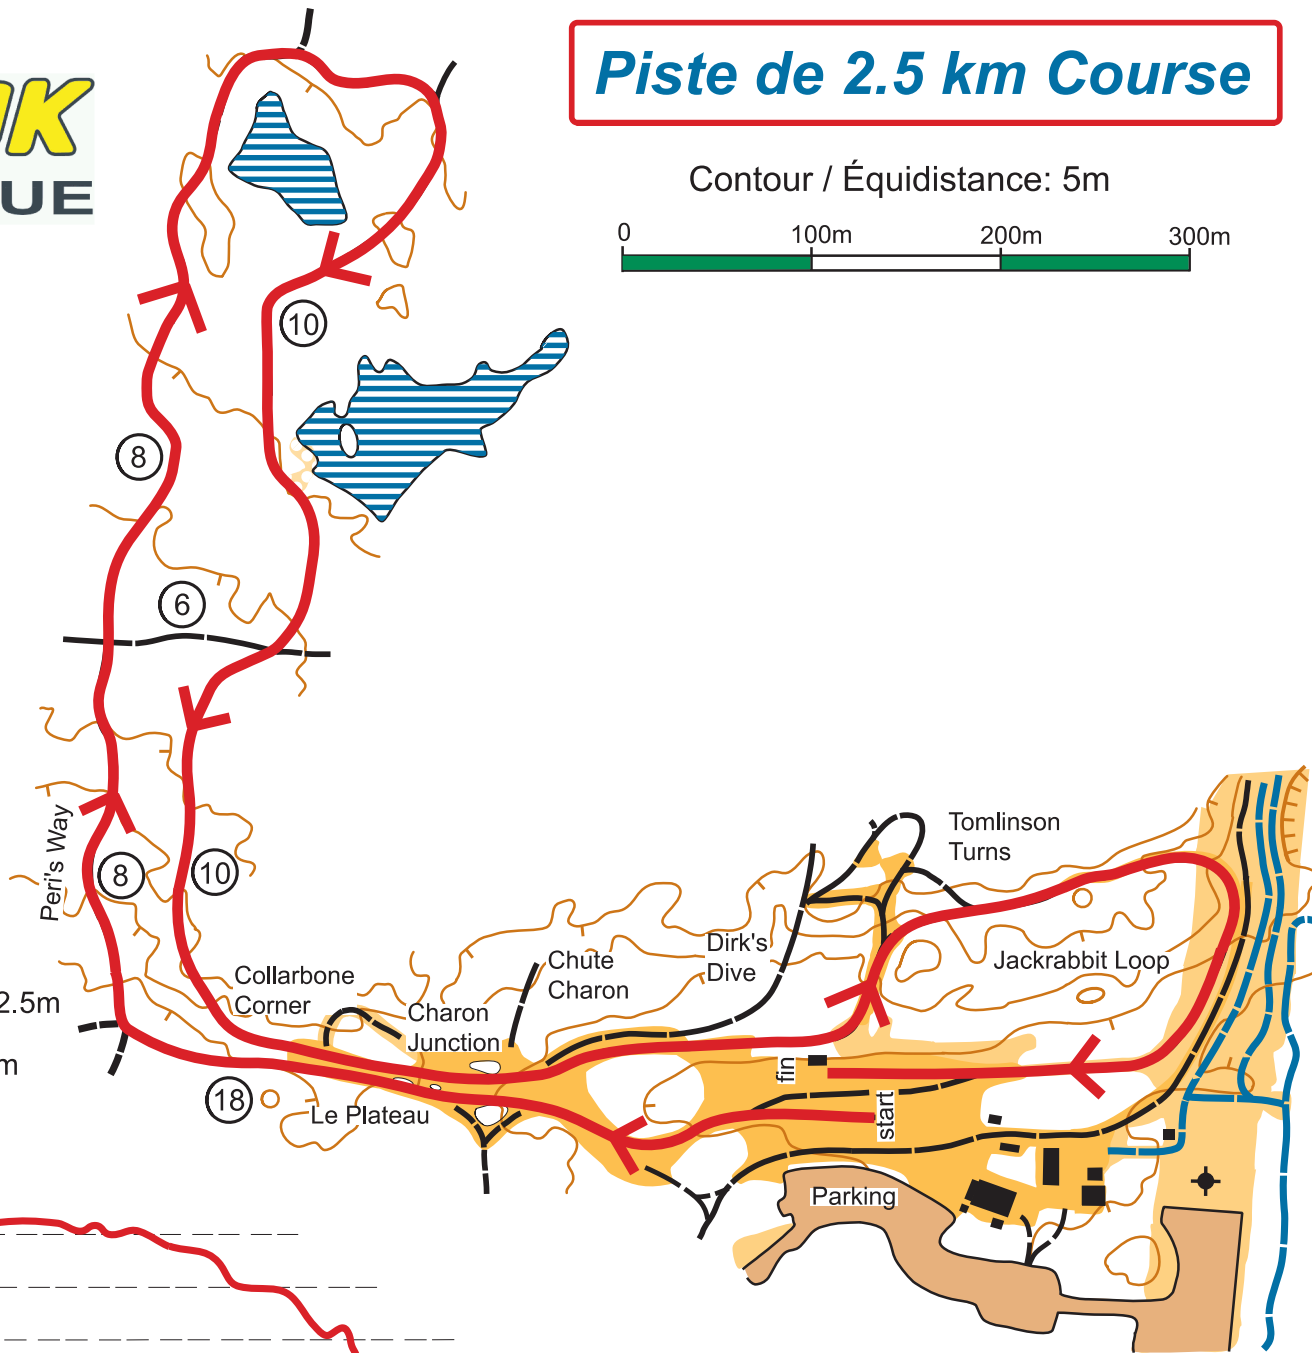 Piste de 2.5 km Course
UE
Contour / Équidistance: 5m
0 100m 200m 300m
10
8
6
Peri's Way
8
10
Tomlinson
Turns
Collarbone
Corner
Charon
Junction
Chute
Charon
Dirk's
Dive
Jackrabbit Loop
2.5m
m
18
Le Plateau
fin
start
Parking